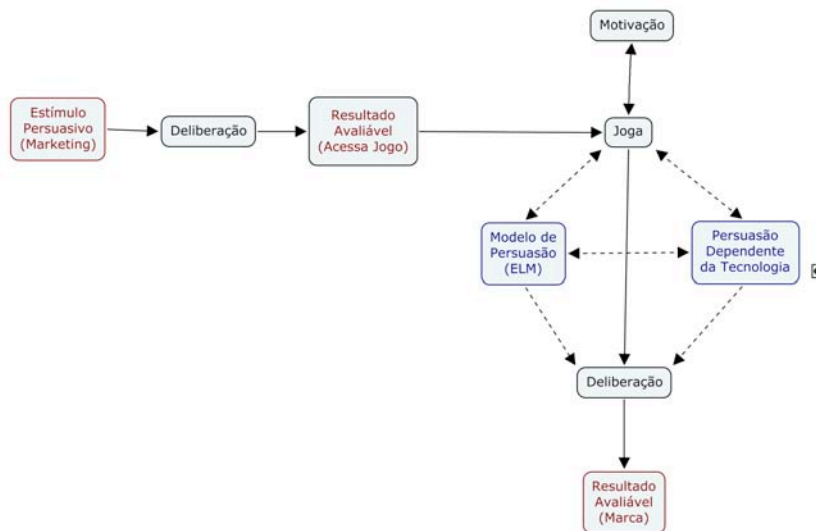 Motivação
Estímulo
Persuasivo
(Marketing)
Deliberação
Resultado
Avaliável
(Acessa Jogo)
Joga
Modelo de
Persuasão
(ELM)
Persuasão
Dependente
da Tecnologia
Deliberação
Resultado
Avaliável
(Marca)